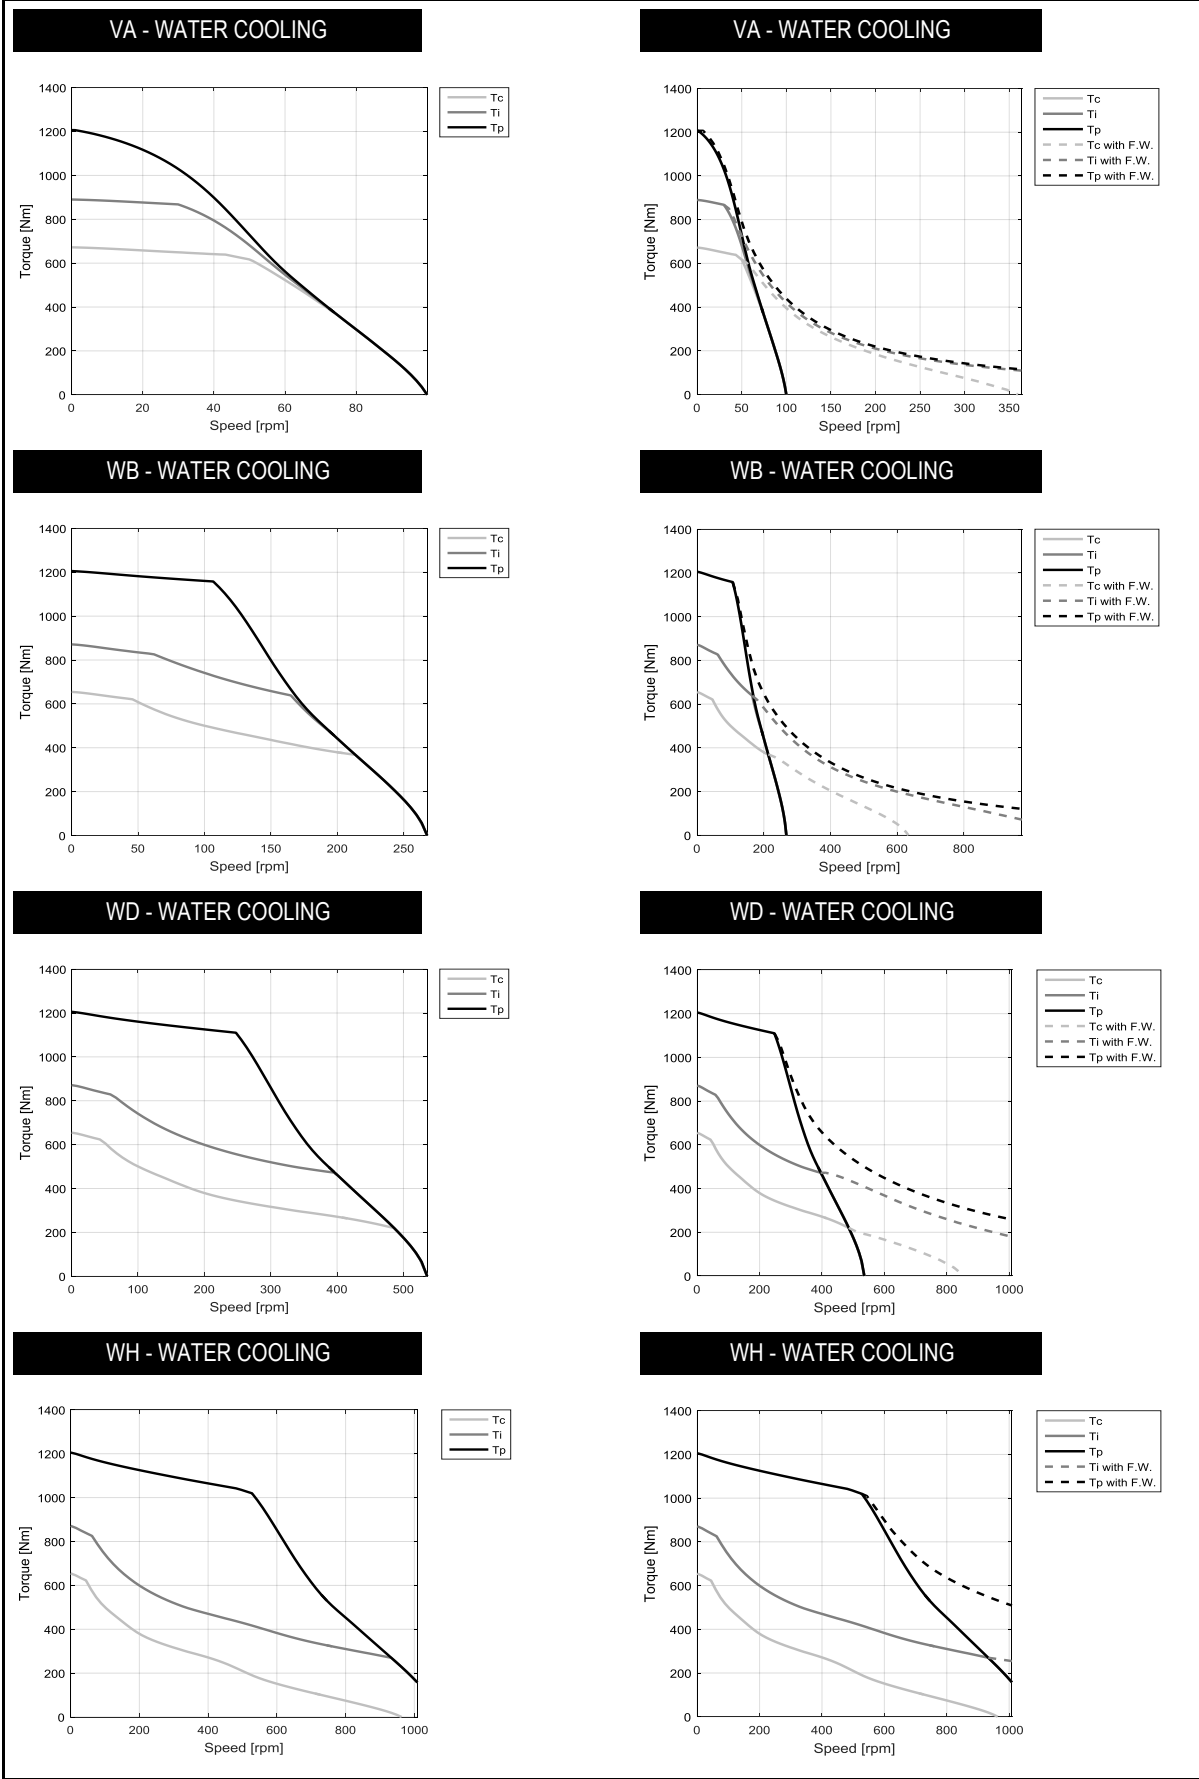 VA - WATER COOLING
VA - WATER COOLING
1400
1200
1000
800
600
400
200
0
Torque [Nm]
0 20 40 60 80
Speed [rpm]
Tc
Ti
Tp
1400
1200
1000
800
600
400
200
0
Torque [Nm]
0 50 100 150 200 250 300 350
Speed [rpm]
Tc
Ti
Tp
Tc with F.W.
Ti with F.W.
Tp with F.W.
WB - WATER COOLING
WB - WATER COOLING
1400
1200
1000
800
600
400
200
0
Torque [Nm]
0 50 100 150 200 250
Speed [rpm]
Tc
Ti
Tp
1400
1200
1000
800
600
400
200
0
Torque [Nm]
0 200 400 600 800
Speed [rpm]
Tc
Ti
Tp
Tc with F.W.
Ti with F.W.
Tp with F.W.
WD - WATER COOLING
WD - WATER COOLING
1400
1200
1000
800
600
400
200
0
Torque [Nm]
0 100 200 300 400 500
Speed [rpm]
Tc
Ti
Tp
1400
1200
1000
800
600
400
200
0
Torque [Nm]
0 200 400 600 800 1000
Speed [rpm]
Tc
Ti
Tp
Tc with F.W.
Ti with F.W.
Tp with F.W.
WH - WATER COOLING
WH - WATER COOLING
1400
1200
1000
800
600
400
200
0
Torque [Nm]
0 200 400 600 800 1000
Speed [rpm]
Tc
Ti
Tp
1400
1200
1000
800
600
400
200
0
Torque [Nm]
0 200 400 600 800 1000
Speed [rpm]
Tc
Ti
Tp
Ti with F.W.
Tp with F.W.